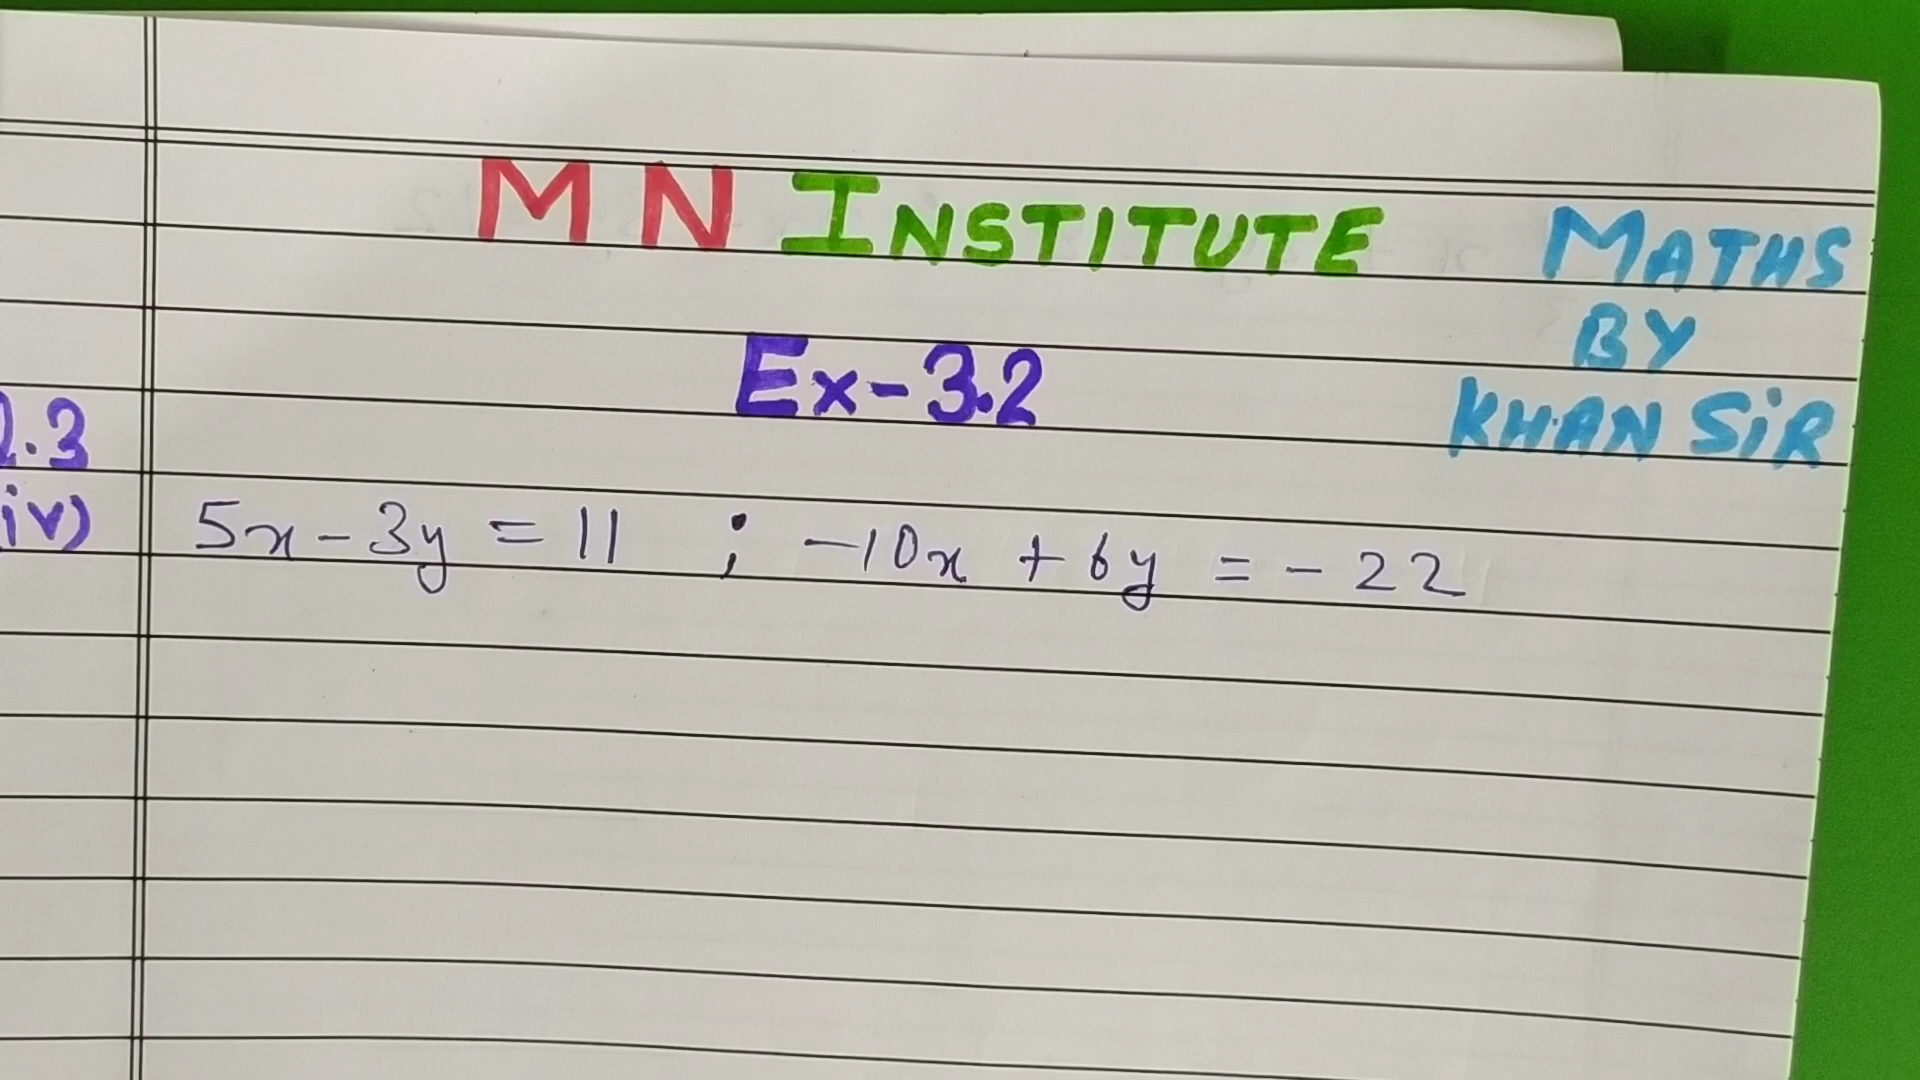 MN INSTITUTE
MATHS
BY
KHAN SiR
Ex-3.2
Q.3
(iv) 5x - 3y = 11 ; -10x + 6y = -22